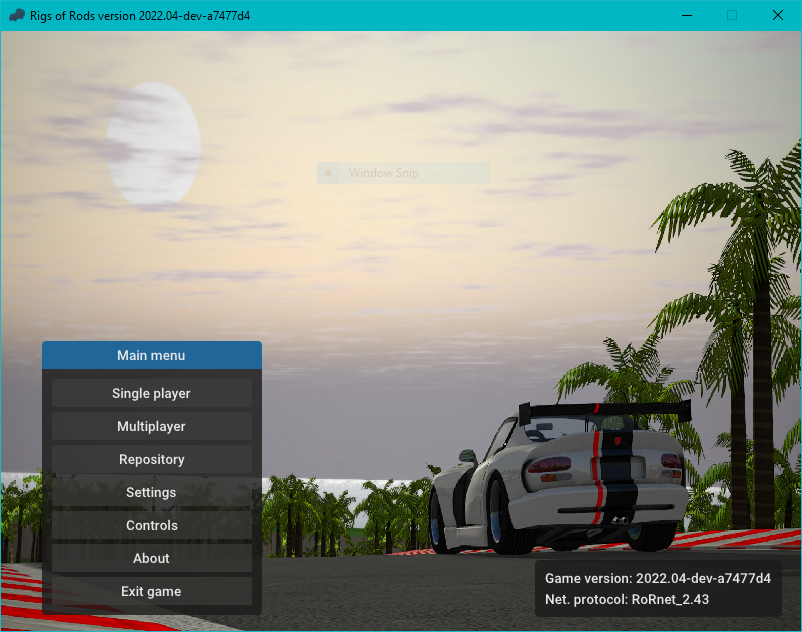 Rigs of Rods version 2022.04-dev-a7477d4
Window Snip
Main menu
Single player
Multiplayer
Repository
Settings
Controls
About
Exit game
Game version: 2022.04-dev-a7477d4
Net. protocol: RoRnet_2.43